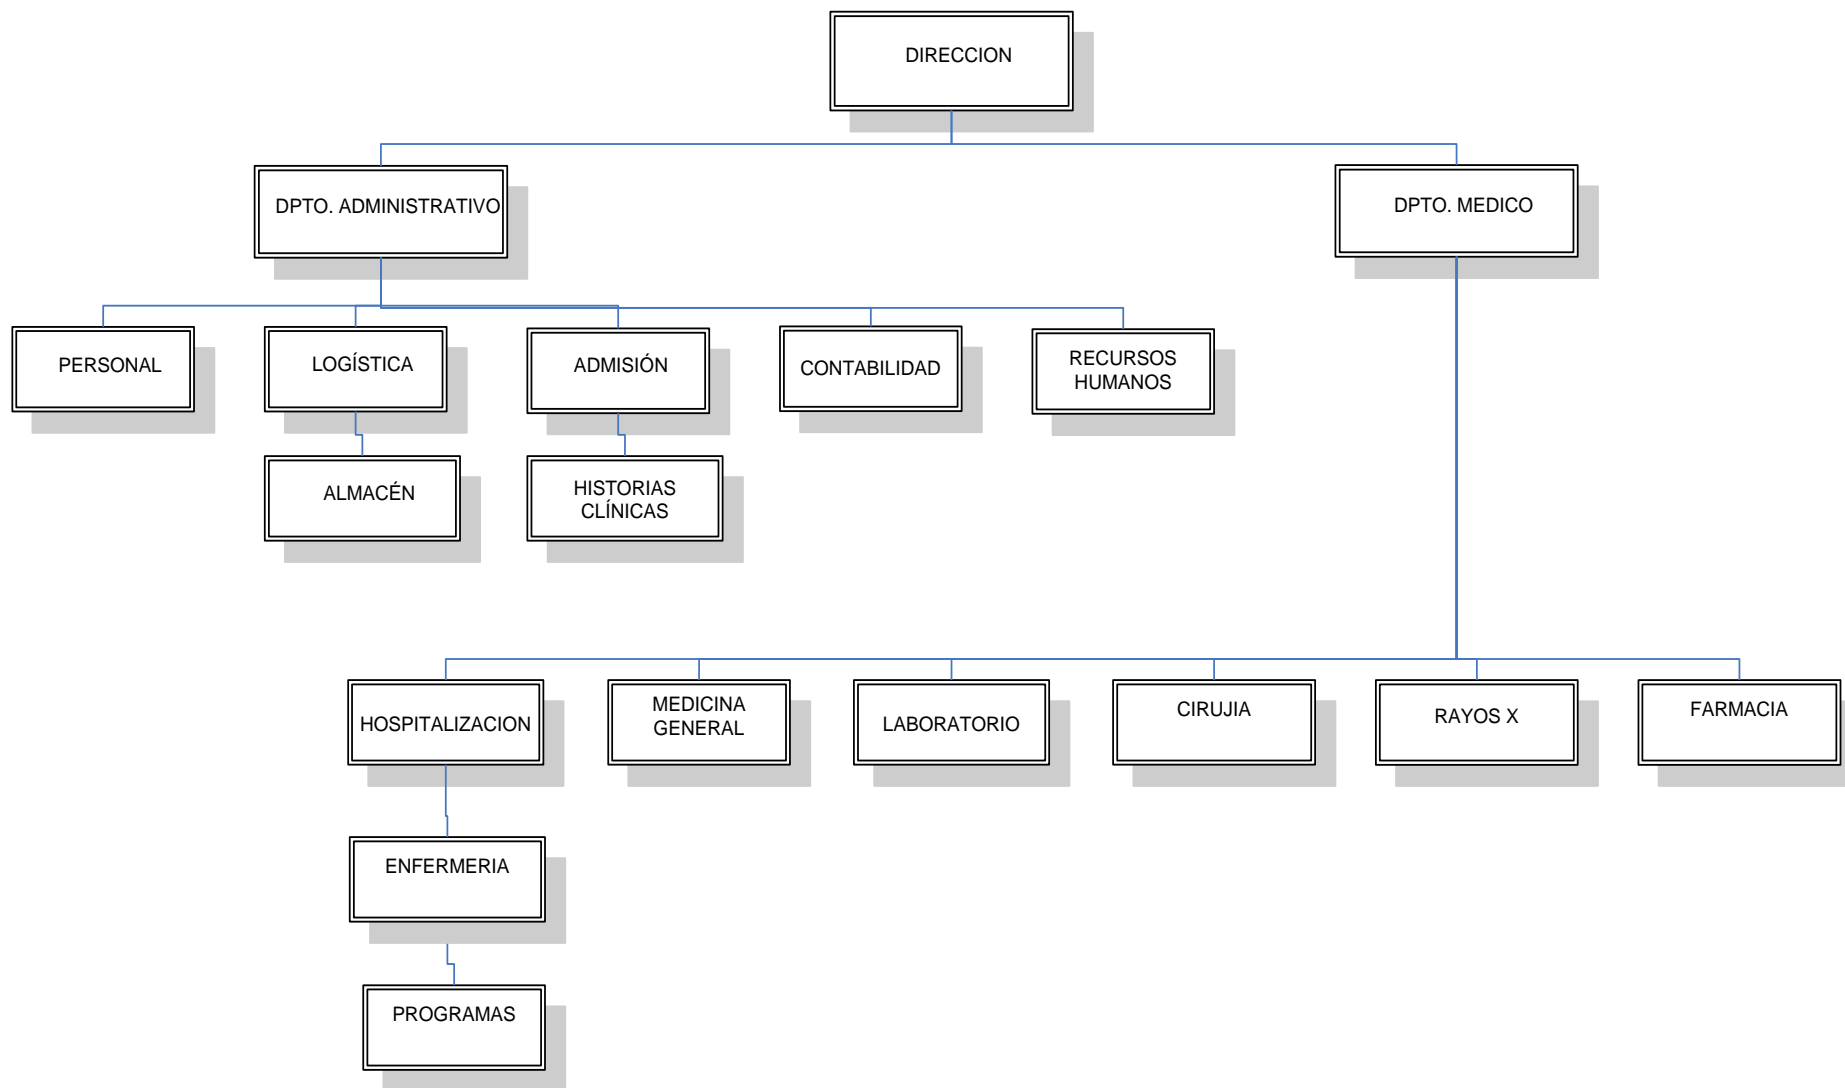 DIRECCION
DPTO. ADMINISTRATIVO
DPTO. MEDICO
PERSONAL
LOGÍSTICA
ADMISIÓN
CONTABILIDAD
RECURSOS
HUMANOS
ALMACÉN
HISTORIAS
CLÍNICAS
HOSPITALIZACION
MEDICINA
GENERAL
LABORATORIO
CIRUJIA
RAYOS X
FARMACIA
ENFERMERIA
PROGRAMAS